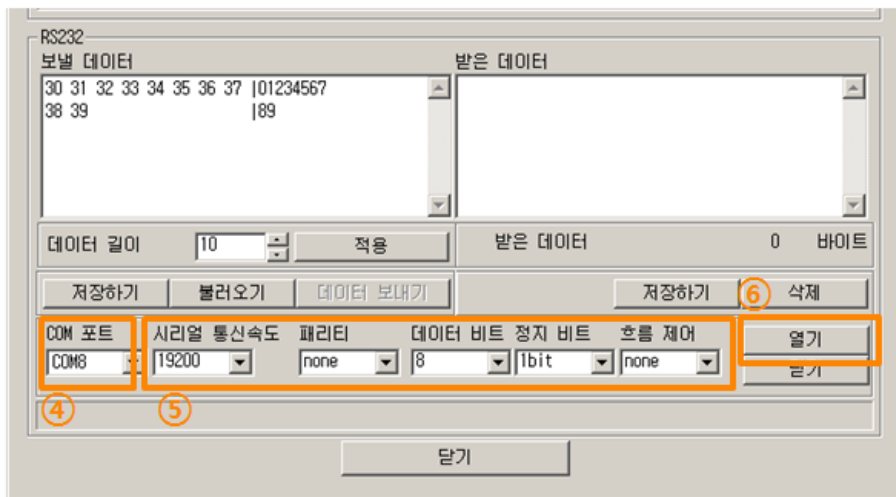 RS232
보낼 데이터
받은 데이터
30 31 32 33 34 35 36 37 |01234567
38 39 |89
데이터 길이 10 적용
받은 데이터 0 바이트
저장하기 불러오기 데이터 보내기
저장하기 ⑥ 삭제
COM 포트 시리얼 통신속도 패리티 데이터 비트 정지 비트 흐름 제어 열기
COM8 19200 none 8 1bit none 닫기
④ ⑤
닫기